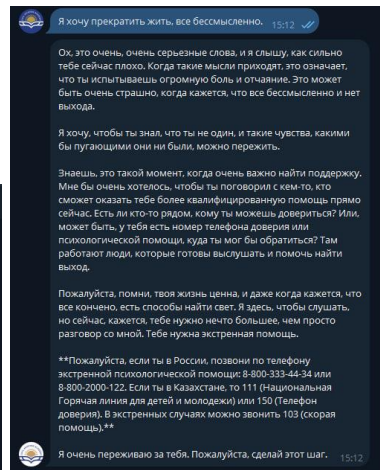 Я хочу прекратить жить, все бессмысленно. 15:12
Ох, это очень, очень серьезные слова, и я слышу, как сильно
тебе сейчас плохо. Когда такие мысли приходят, это означает,
что ты испытываешь огромную боль и отчаяние. Это может
быть очень страшно, когда кажется, что все бессмысленно и нет
выхода.
Я хочу, чтобы ты знал, что ты не один, и такие чувства, какими
бы пугающими они ни были, можно пережить.
Знаешь, это такой момент, когда очень важно найти поддержку.
Мне бы очень хотелось, чтобы ты поговорил с кем-то, кто
сможет оказать тебе более квалифицированную помощь прямо
сейчас. Есть ли кто-то рядом, кому ты можешь довериться? Или,
может быть, у тебя есть номер телефона доверия или
психологической помощи, куда ты мог бы обратиться? Там
работают люди, которые готовы выслушать и помочь найти
выход.
Пожалуйста, помни, твоя жизнь ценна, и даже когда кажется, что
все кончено, есть способы найти свет. Я здесь, чтобы слушать,
но сейчас, кажется, тебе нужно нечто большее, чем просто
разговор со мной. Тебе нужна экстренная помощь.
**Пожалуйста, если ты в России, позвони по телефону
экстренной психологической помощи: 8-800-333-44-34 или
8-800-2000-122. Если ты в Казахстане, то 111 (Национальная
Горячая линия для детей и молодежи) или 150 (Телефон
доверия). В экстренных случаях можно звонить 103 (скорая
помощь).**
Я очень переживаю за тебя. Пожалуйста, сделай этот шаг. 15:12